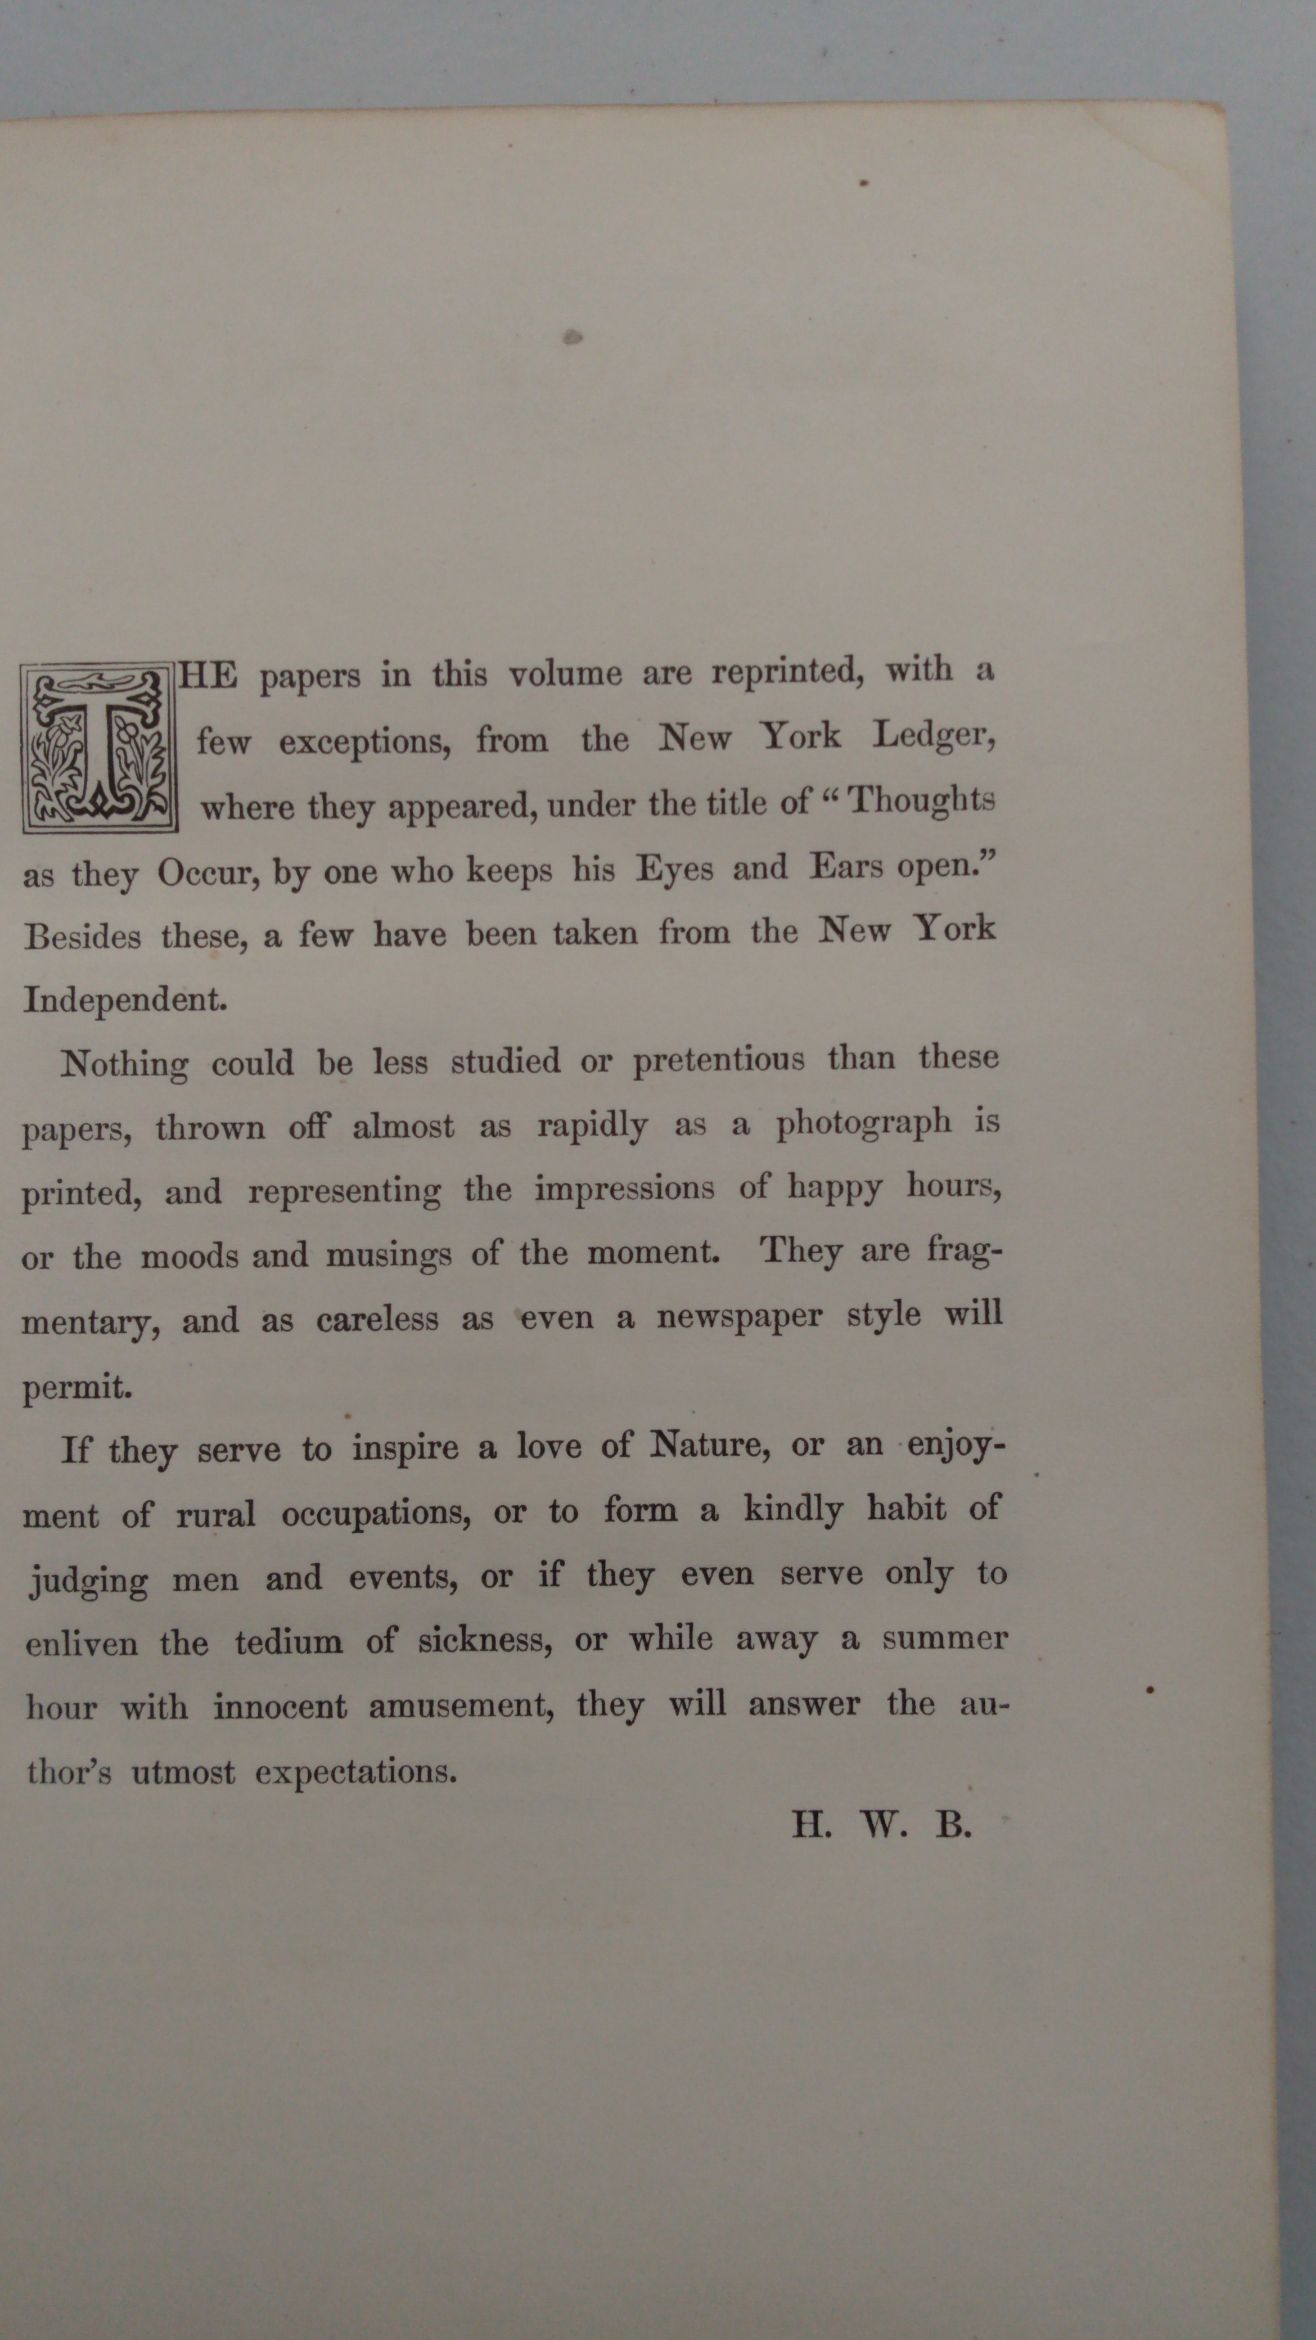 THE papers in this volume are reprinted, with a
few exceptions, from the New York Ledger,
where they appeared, under the title of “ Thoughts
as they Occur, by one who keeps his Eyes and Ears open.”
Besides these, a few have been taken from the New York
Independent.
Nothing could be less studied or pretentious than these
papers, thrown off almost as rapidly as a photograph is
printed, and representing the impressions of happy hours,
or the moods and musings of the moment. They are frag-
mentary, and as careless as even a newspaper style will
permit.
If they serve to inspire a love of Nature, or an enjoy-
ment of rural occupations, or to form a kindly habit of
judging men and events, or if they even serve only to
enliven the tedium of sickness, or while away a summer
hour with innocent amusement, they will answer the au-
thor’s utmost expectations.
H. W. B.